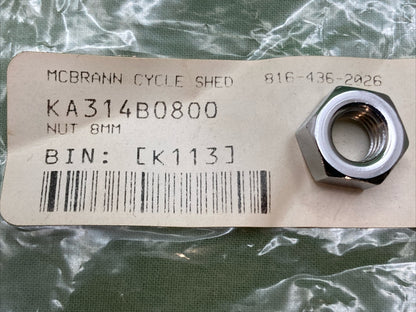 MCBRANN CYCLE SHED 816-436-2026
KA314B0800
NUT 8MM
BIN: [K113]